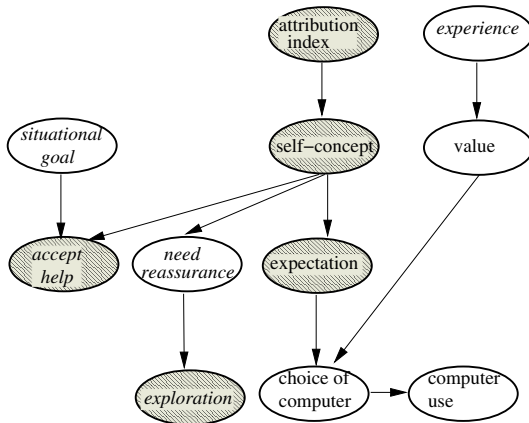 attribution
index
experience
situational
goal
self−concept
value
accept
help
need
reassurance
expectation
exploration
choice of
computer
computer
use